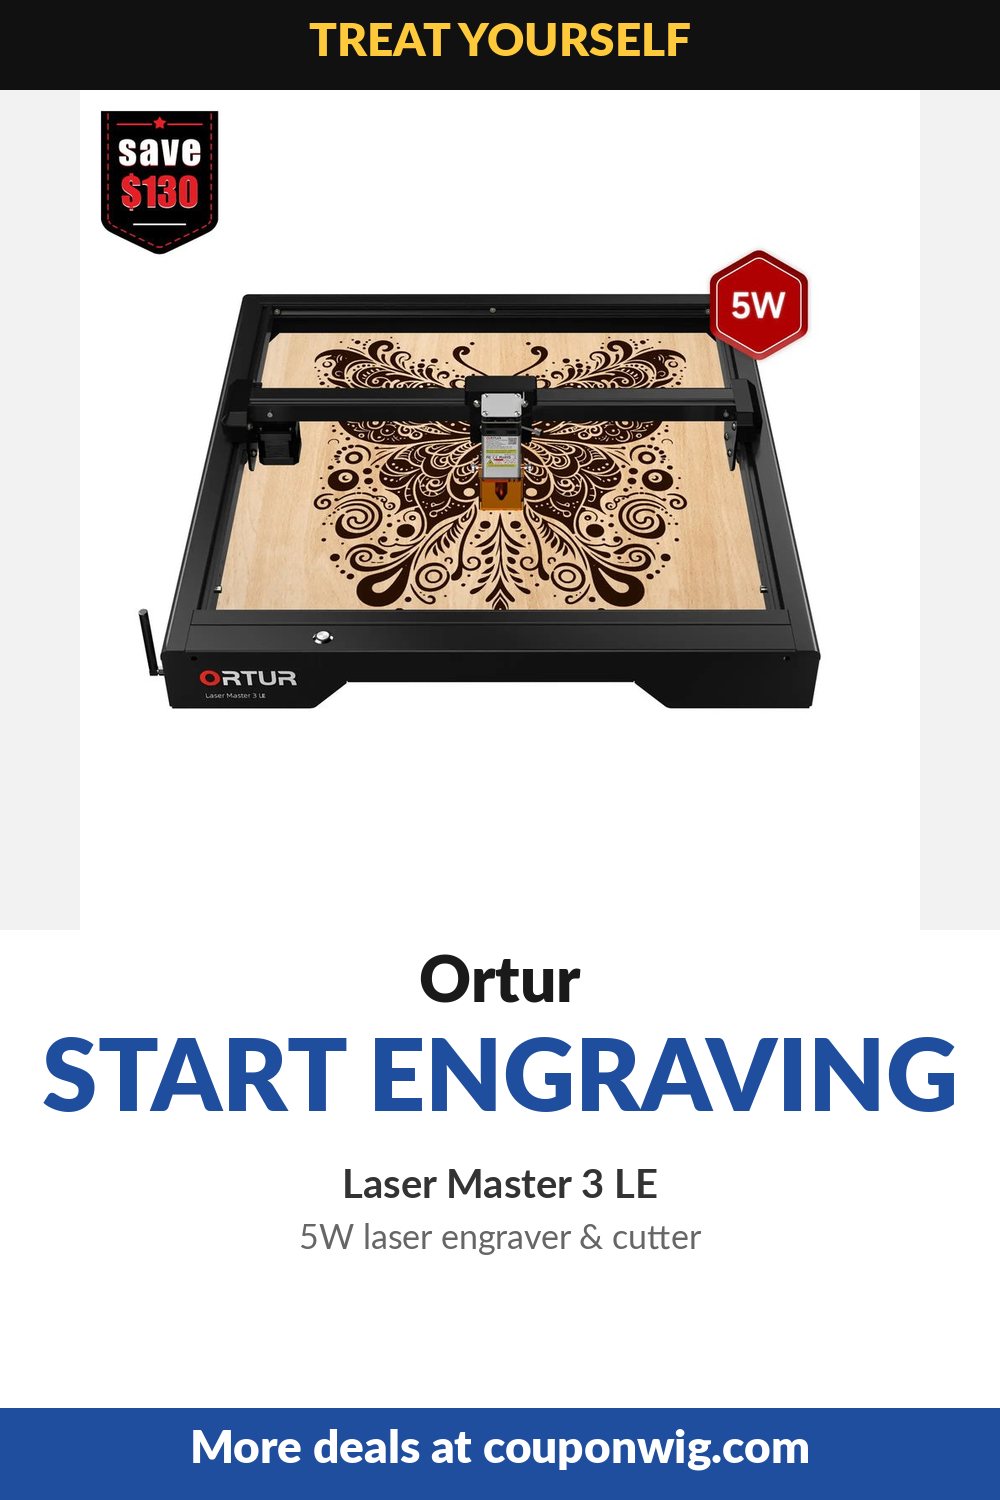 TREAT YOURSELF
save
$130
5W
ORTUR
Laser Master 3 LE
Ortur
START ENGRAVING
Laser Master 3 LE
5W laser engraver & cutter
More deals at couponwig.com